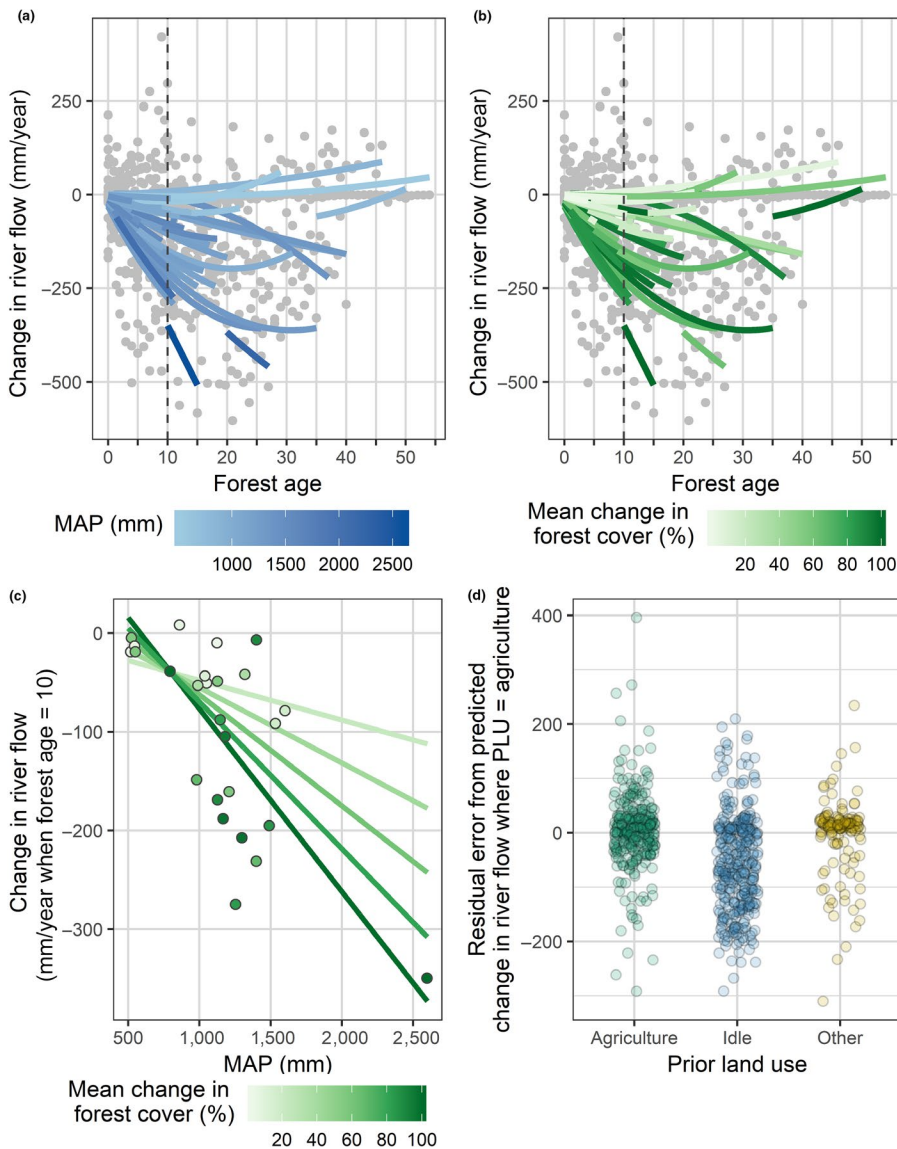 (a)
Change in river flow (mm/year)
250
0
−250
−500
0 10 20 30 40 50
Forest age
MAP (mm)
1000 1500 2000 2500
(b)
Change in river flow (mm/year)
250
0
−250
−500
0 10 20 30 40 50
Forest age
Mean change in
forest cover (%)
20 40 60 80 100
(c)
Change in river flow
(mm/year when forest age = 10)
0
−100
−200
−300
500 1,000 1,500 2,000 2,500
MAP (mm)
Mean change in
forest cover (%)
20 40 60 80 100
(d)
Residual error from predicted
change in river flow where PLU = agriculture
400
200
0
−200
Agriculture Idle Other
Prior land use